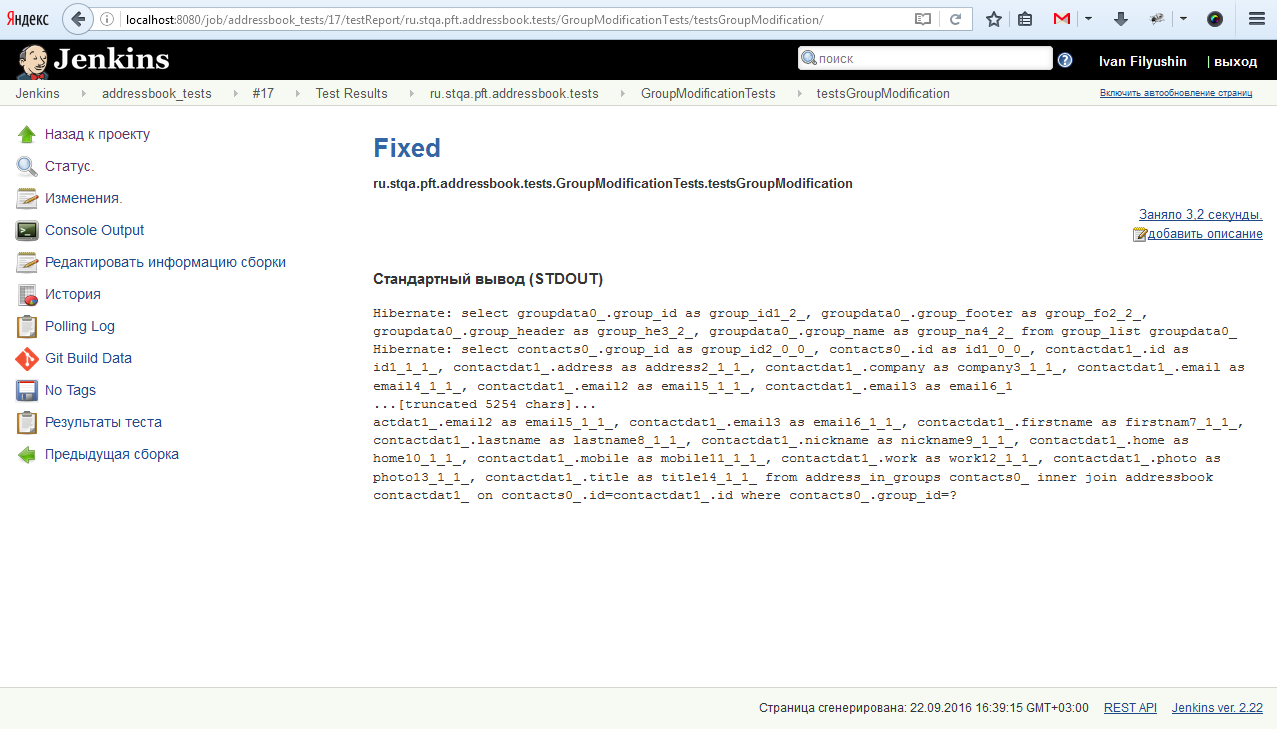 Яндекс
localhost:8080/job/addressbook_tests/17/testReport/ru.stqa.pft.addressbook.tests/GroupModificationTests/testsGroupModification/
Jenkins
поиск
Ivan Filyushin
| выход
Jenkins
addressbook_tests
#17
Test Results
ru.stqa.pft.addressbook.tests
GroupModificationTests
testsGroupModification
Включить автообновление страниц
Назад к проекту
Статус.
Изменения.
Console Output
Редактировать информацию сборки
История
Polling Log
Git Build Data
No Tags
Результаты теста
Предыдущая сборка
Fixed
ru.stqa.pft.addressbook.tests.GroupModificationTests.testsGroupModification
Заняло 3,2 секунды.
добавить описание
Стандартный вывод (STDOUT)
Hibernate: select groupdata0_.group_id as group_id1_2_, groupdata0_.group_footer as group_fo2_2_,
groupdata0_.group_header as group_he3_2_, groupdata0_.group_name as group_na4_2_ from group_list groupdata0_
Hibernate: select contacts0_.group_id as group_id2_0_0_, contacts0_.id as id1_0_0_, contactdat1_.id as
id1_1_1_, contactdat1_.address as address2_1_1_, contactdat1_.company as company3_1_1_, contactdat1_.email as
email4_1_1_, contactdat1_.email2 as email5_1_1_, contactdat1_.email3 as email6_1
...[truncated 5254 chars]...
actdat1_.email2 as email5_1_1_, contactdat1_.email3 as email6_1_1_, contactdat1_.firstname as firstnam7_1_1_,
contactdat1_.lastname as lastname8_1_1_, contactdat1_.nickname as nickname9_1_1_, contactdat1_.home as
home10_1_1_, contactdat1_.mobile as mobile11_1_1_, contactdat1_.work as work12_1_1_, contactdat1_.photo as
photo13_1_1_, contactdat1_.title as title14_1_1_ from address_in_groups contacts0_ inner join addressbook
contactdat1_ on contacts0_.id=contactdat1_.id where contacts0_.group_id=?
Страница сгенерирована: 22.09.2016 16:39:15 GMT+03:00
REST API
Jenkins ver. 2.22